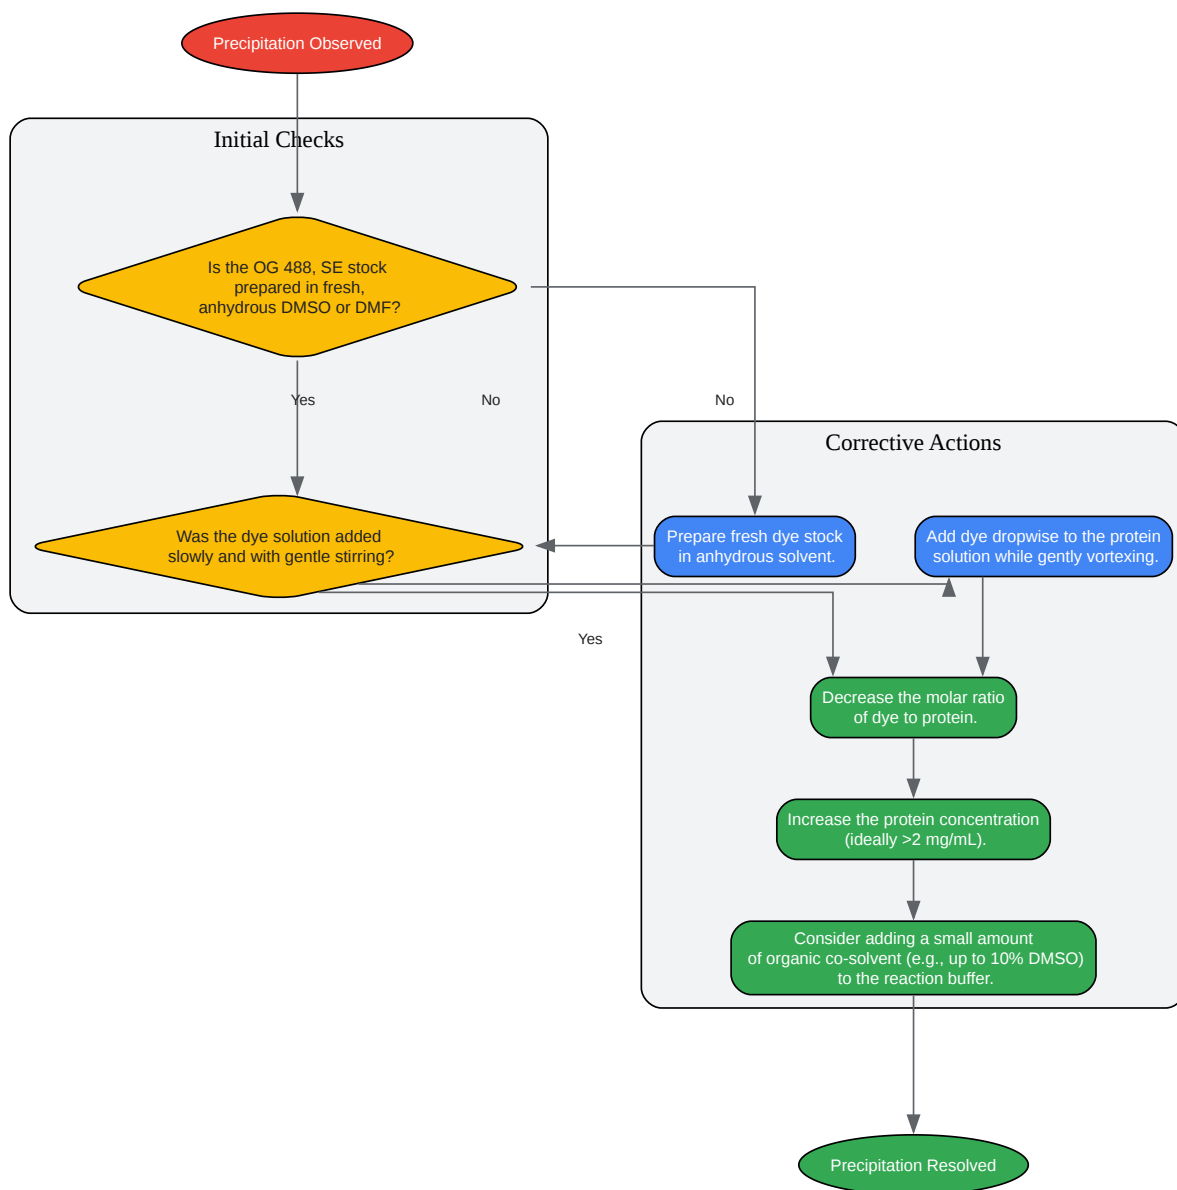 Precipitation Observed
Initial Checks
Is the OG 488, SE stock
prepared in fresh,
anhydrous DMSO or DMF?
Yes
No
No
Corrective Actions
Was the dye solution added
slowly and with gentle stirring?
Prepare fresh dye stock
in anhydrous solvent.
Add dye dropwise to the protein
solution while gently vortexing.
Yes
Decrease the molar ratio
of dye to protein.
Increase the protein concentration
(ideally >2 mg/mL).
Consider adding a small amount
of organic co-solvent (e.g., up to 10% DMSO)
to the reaction buffer.
Precipitation Resolved